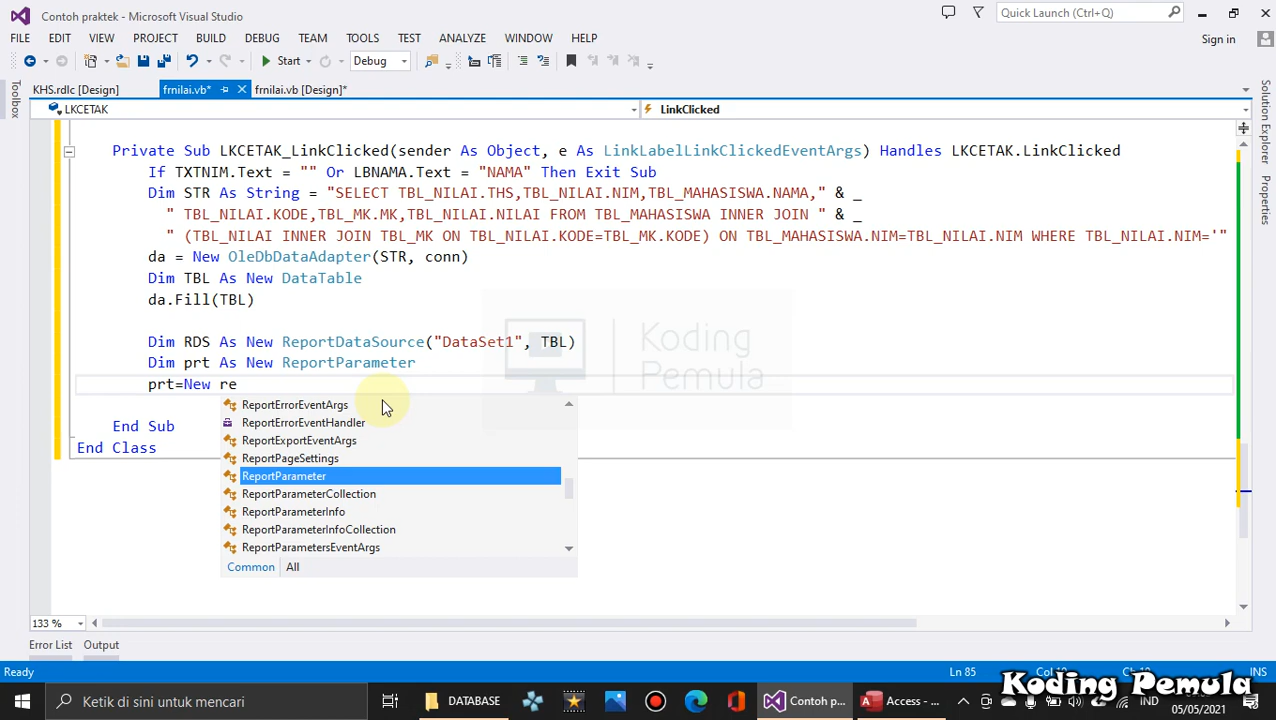 Contoh praktek - Microsoft Visual Studio
Quick Launch (Ctrl+Q)
FILE EDIT VIEW PROJECT BUILD DEBUG TEAM TOOLS TEST ANALYZE WINDOW HELP
Sign in
Start Debug
KHS.rdlc [Design] frnilai.vb* frnilai.vb [Design]*
Toolbox
Solution Explorer
Properties
LKCETAK LinkClicked
Private Sub LKCETAK_LinkClicked(sender As Object, e As LinkLabelLinkClickedEventArgs) Handles LKCETAK.LinkClicked
If TXTNIM.Text = "" Or LBNAMA.Text = "NAMA" Then Exit Sub
Dim STR As String = "SELECT TBL_NILAI.THS,TBL_NILAI.NIM,TBL_MAHASISWA.NAMA," & _
" TBL_NILAI.KODE,TBL_MK.MK,TBL_NILAI.NILAI FROM TBL_MAHASISWA INNER JOIN " & _
" (TBL_NILAI INNER JOIN TBL_MK ON TBL_NILAI.KODE=TBL_MK.KODE) ON TBL_MAHASISWA.NIM=TBL_NILAI.NIM WHERE TBL_NILAI.NIM='"
da = New OleDbDataAdapter(STR, conn)
Dim TBL As New DataTable
da.Fill(TBL)
Dim RDS As New ReportDataSource("DataSet1", TBL)
Dim prt As New ReportParameter
prt=New re
ReportErrorEventArgs
ReportErrorEventHandler
ReportExportEventArgs
ReportPageSettings
ReportParameter
ReportParameterCollection
ReportParameterInfo
ReportParameterInfoCollection
ReportParametersEventArgs
Common All
End Sub
End Class
Koding
Pemula
133 %
Error List Output
Ready Ln 85 INS
Koding Pemula
Ketik di sini untuk mencari
DATABASE
Contoh p...
Access - ...
IND
05/05/2021